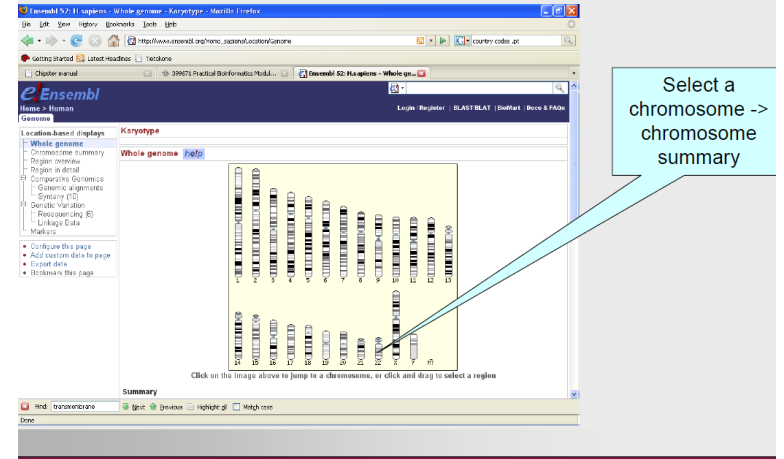 Ensembl 52: H.sapiens - Whole genome - Karyotype - Mozilla Firefox
File Edit View History Bookmarks Tools Help
http://www.ensembl.org/Homo_sapiens/Location/Genome
country codes .pt
Getting Started Latest Headlines
Chipster manual
399671 Practical Bioinformatics Modul...
Ensembl 52: H.sapiens - Whole ge...
e!Ensembl
Home > Human
Login / Register | BLAST/BLAT | BioMart | Docs & FAQs
Genome
Location-based displays
Whole genome
Chromosome summary
Region overview
Region in detail
Comparative Genomics
Genomic alignments
Synteny (10)
Genetic Variation
Resequencing (6)
Linkage Data
Markers
Configure this page
Add custom data to page
Export data
Bookmark this page
Karyotype
Whole genome help
1 2 3 4 5 6 7 8 9 10 11 12 13
14 15 16 17 18 19 20 21 22 X Y MT
Click on the image above to jump to a chromosome, or click and drag to select a region
Summary
Find: transmembrane Next Previous Highlight all Match case
Done
Select a
chromosome ->
chromosome
summary